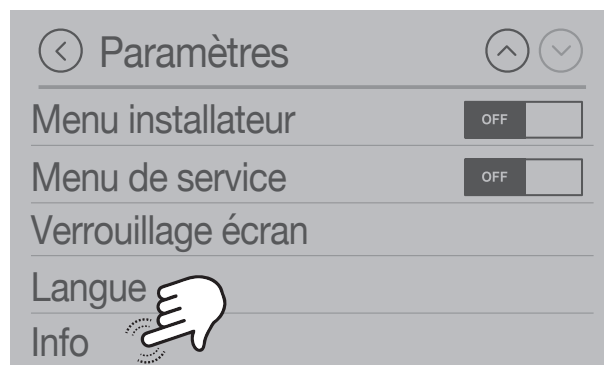 Paramètres
Menu installateur OFF
Menu de service OFF
Verrouillage écran
Langue
Info